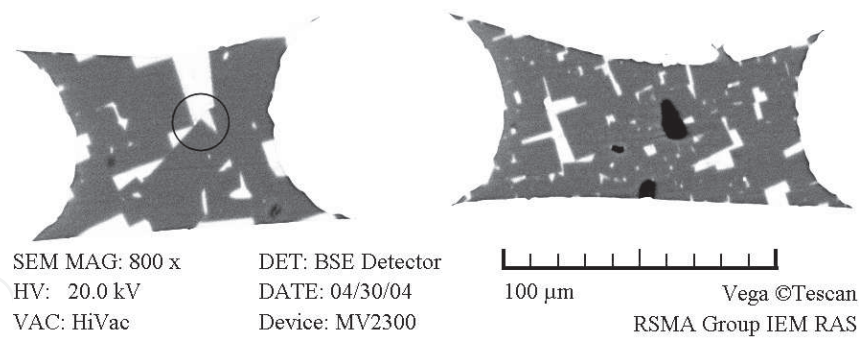 SEM MAG: 800 x DET: BSE Detector
HV: 20.0 kV DATE: 04/30/04 100 µm Vega ©Tescan
VAC: HiVac Device: MV2300 RSMA Group IEM RAS